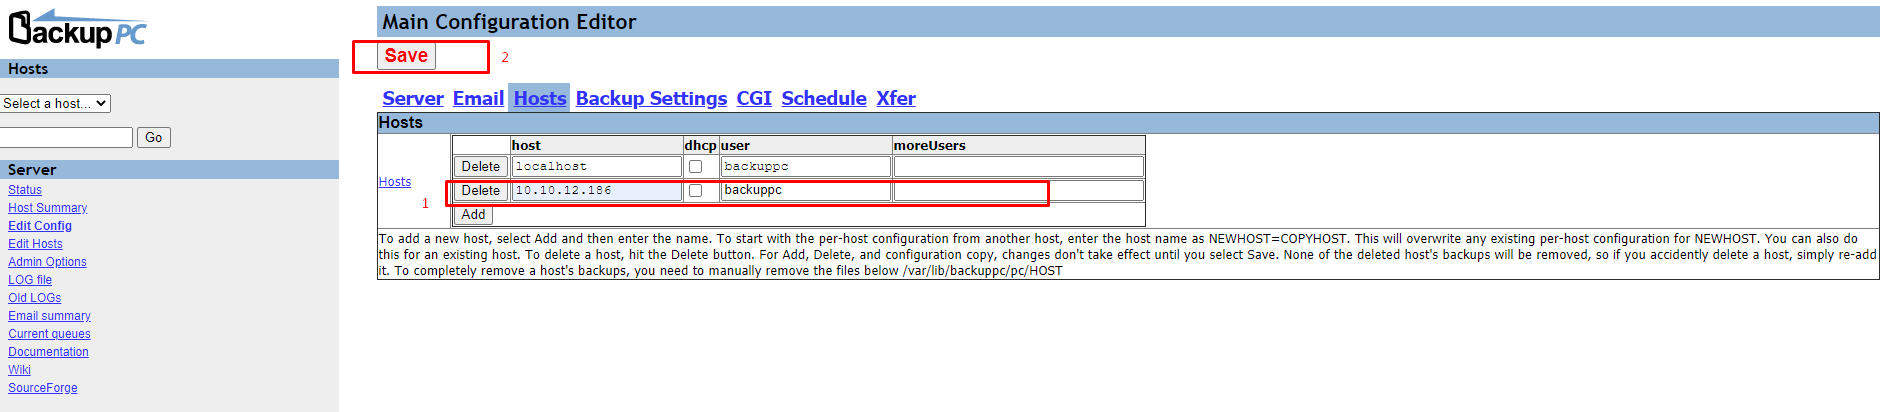 BackupPC
Hosts
Select a host...
Go
Server
Status
Host Summary
Edit Config
Edit Hosts
Admin Options
LOG file
Old LOGs
Email summary
Current queues
Documentation
Wiki
SourceForge
Main Configuration Editor
Save 2
Server Email Hosts Backup Settings CGI Schedule Xfer
Hosts
host dhcp user moreUsers
Delete localhost backuppc
Hosts
1 Delete 10.10.12.186 backuppc
Add
To add a new host, select Add and then enter the name. To start with the per-host configuration from another host, enter the host name as NEWHOST=COPYHOST. This will overwrite any existing per-host configuration for NEWHOST. You can also do
this for an existing host. To delete a host, hit the Delete button. For Add, Delete, and configuration copy, changes don't take effect until you select Save. None of the deleted host's backups will be removed, so if you accidently delete a host, simply re-add
it. To completely remove a host's backups, you need to manually remove the files below /var/lib/backuppc/pc/HOST